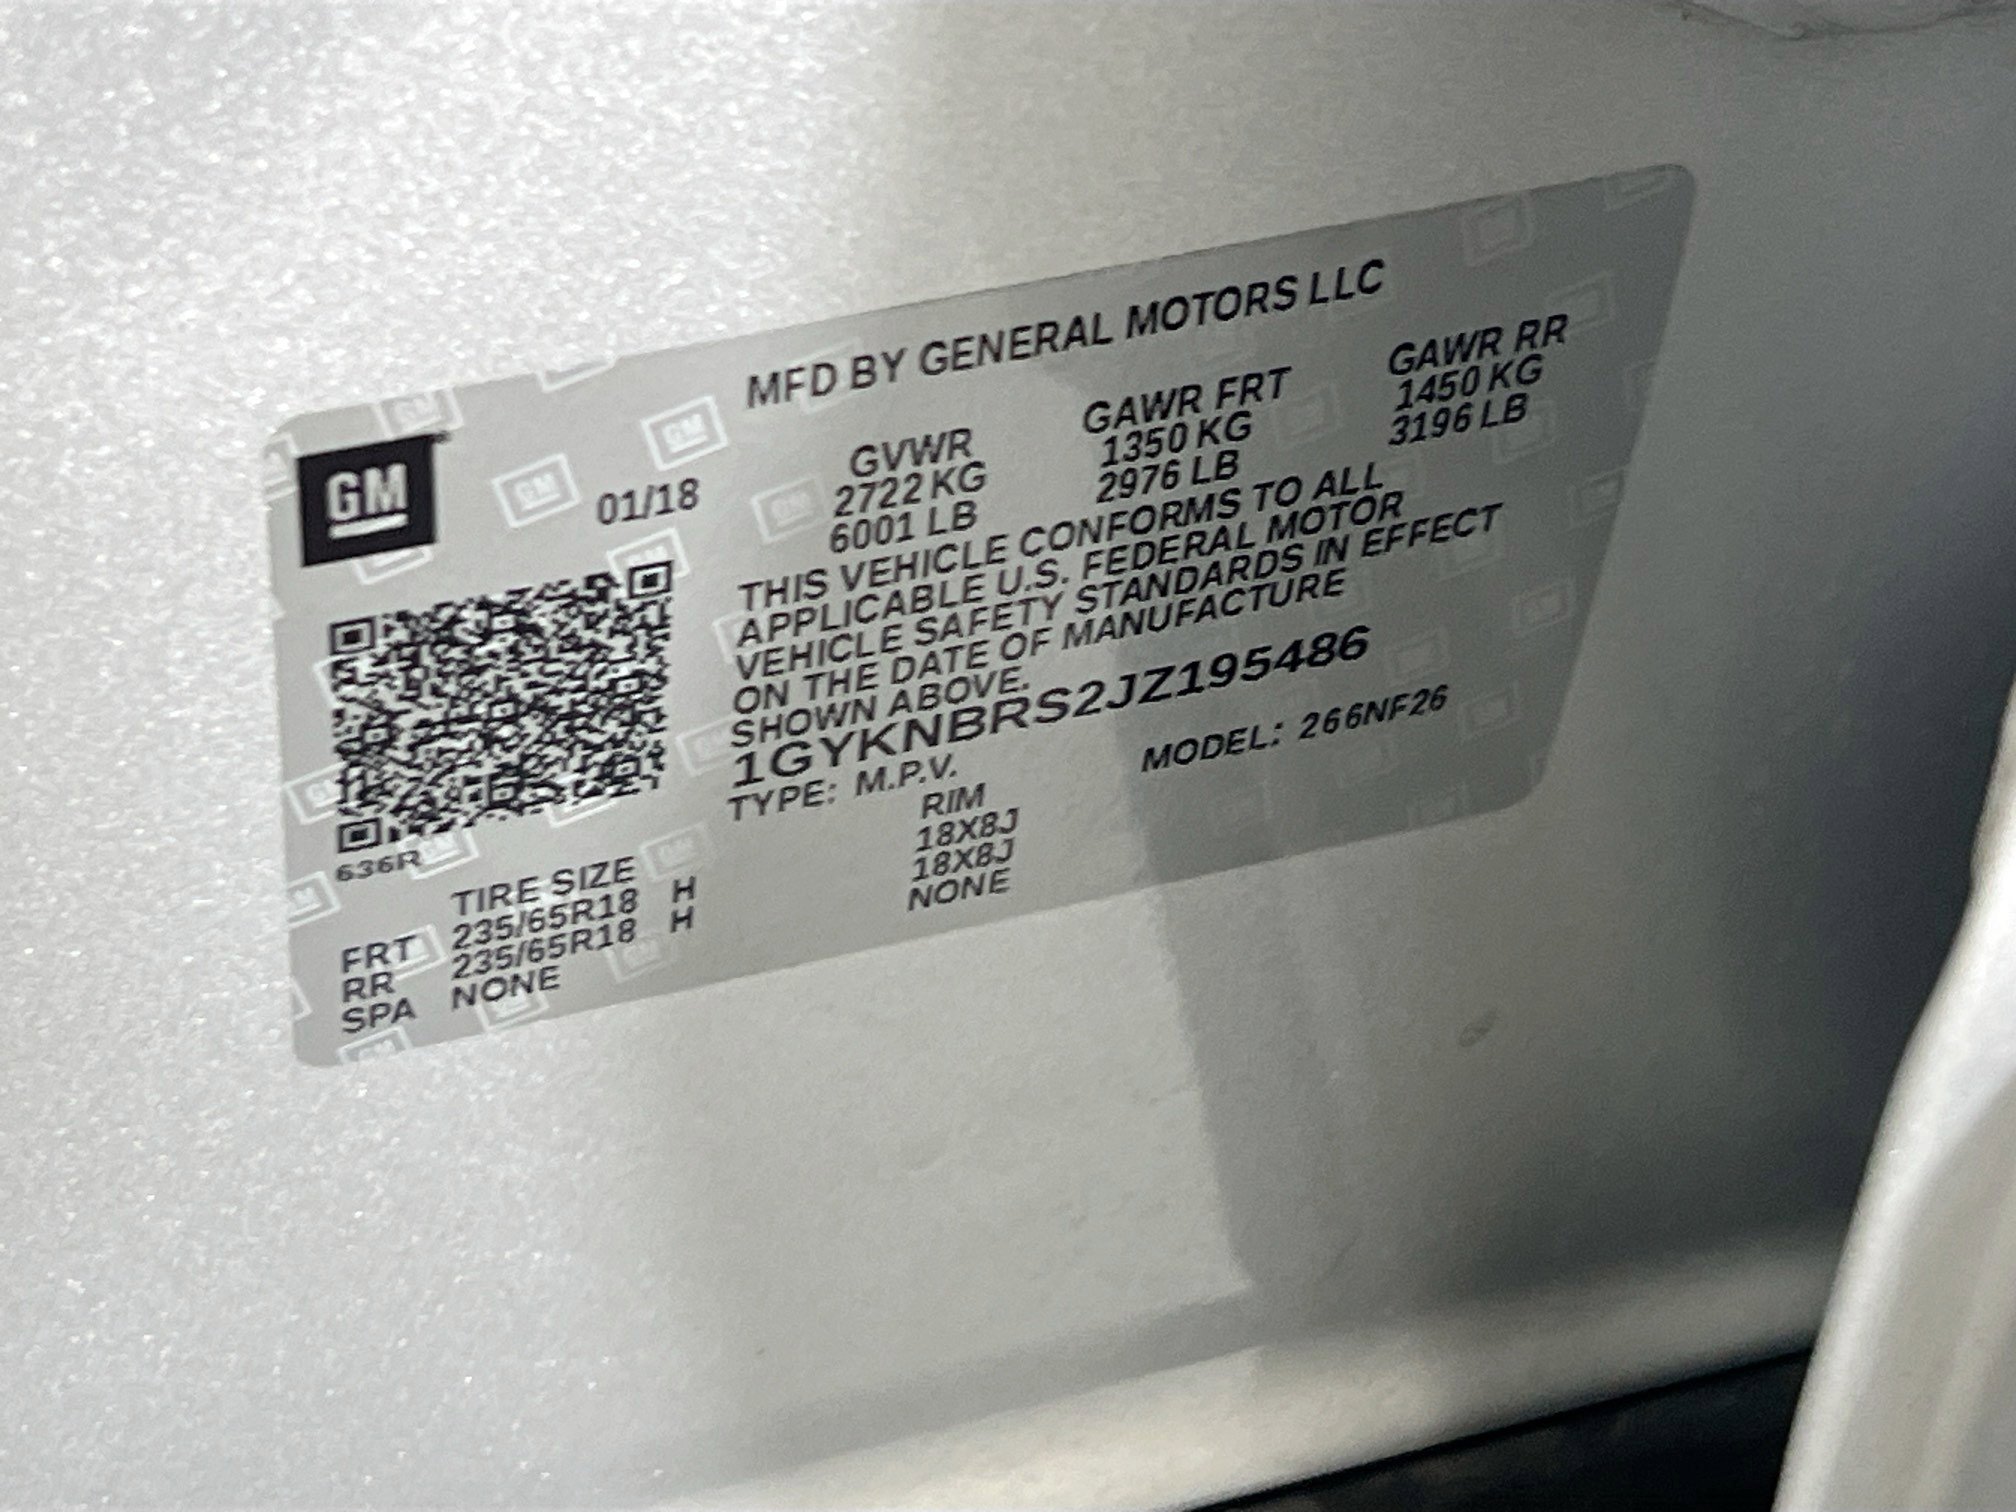 MFD BY GENERAL MOTORS LLC
GM
01/18
GVWR GAWR FRT GAWR RR
2722 KG 1350 KG 1450 KG
6001 LB 2976 LB 3196 LB
THIS VEHICLE CONFORMS TO ALL
APPLICABLE U.S. FEDERAL MOTOR
VEHICLE SAFETY STANDARDS IN EFFECT
ON THE DATE OF MANUFACTURE
SHOWN ABOVE.
1GYKNBRS2JZ195486
TYPE: M.P.V. MODEL: 266NF26
636R
TIRE SIZE RIM
FRT 235/65R18 H 18X8J
RR 235/65R18 H 18X8J
SPA NONE NONE